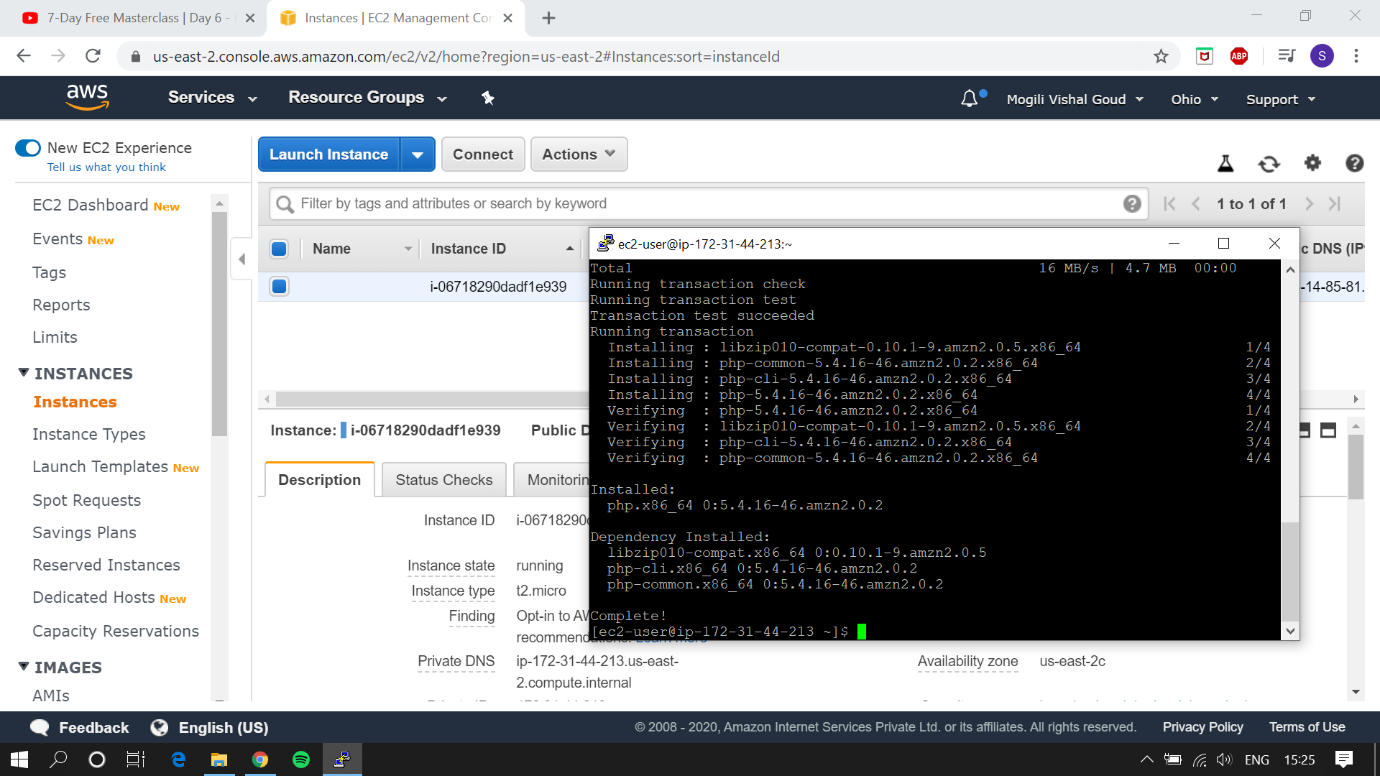 7-Day Free Masterclass | Day 6 -
Instances | EC2 Management Con
us-east-2.console.aws.amazon.com/ec2/v2/home?region=us-east-2#Instances:sort=instanceId
ABP
S
aws
Services
Resource Groups
Mogili Vishal Goud
Ohio
Support
New EC2 Experience
Tell us what you think
EC2 Dashboard New
Events New
Tags
Reports
Limits
INSTANCES
Instances
Instance Types
Launch Templates New
Spot Requests
Savings Plans
Reserved Instances
Dedicated Hosts New
Capacity Reservations
IMAGES
AMIs
Launch Instance
Connect
Actions
Filter by tags and attributes or search by keyword
1 to 1 of 1
Name
Instance ID
c DNS (IP
i-06718290dadf1e939
-14-85-81.
Instance:
i-06718290dadf1e939
Public D
Description
Status Checks
Monitorin
Instance ID
i-06718290
Instance state
running
Instance type
t2.micro
Finding
Opt-in to AW
recommendations.
Private DNS
ip-172-31-44-213.us-east-
2.compute.internal
Availability zone
us-east-2c
ec2-user@ip-172-31-44-213:~
Total 16 MB/s | 4.7 MB 00:00
Running transaction check
Running transaction test
Transaction test succeeded
Running transaction
Installing : libzip010-compat-0.10.1-9.amzn2.0.5.x86_64 1/4
Installing : php-common-5.4.16-46.amzn2.0.2.x86_64 2/4
Installing : php-cli-5.4.16-46.amzn2.0.2.x86_64 3/4
Installing : php-5.4.16-46.amzn2.0.2.x86_64 4/4
Verifying : php-5.4.16-46.amzn2.0.2.x86_64 1/4
Verifying : libzip010-compat-0.10.1-9.amzn2.0.5.x86_64 2/4
Verifying : php-cli-5.4.16-46.amzn2.0.2.x86_64 3/4
Verifying : php-common-5.4.16-46.amzn2.0.2.x86_64 4/4
Installed:
php.x86_64 0:5.4.16-46.amzn2.0.2
Dependency Installed:
libzip010-compat.x86_64 0:0.10.1-9.amzn2.0.5
php-cli.x86_64 0:5.4.16-46.amzn2.0.2
php-common.x86_64 0:5.4.16-46.amzn2.0.2
Complete!
[ec2-user@ip-172-31-44-213 ~]$
Feedback
English (US)
© 2008 - 2020, Amazon Internet Services Private Ltd. or its affiliates. All rights reserved.
Privacy Policy
Terms of Use
ENG
15:25